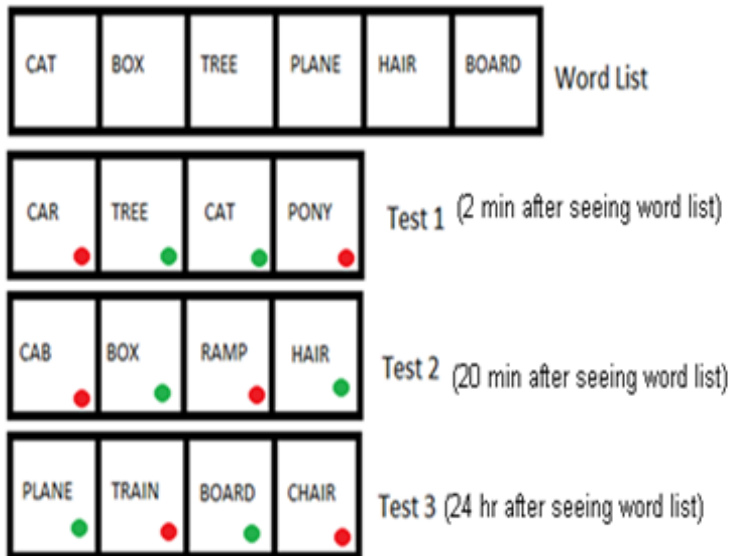 CAT BOX TREE PLANE HAIR BOARD Word List
CAR TREE CAT PONY Test 1 (2 min after seeing word list)
CAB BOX RAMP HAIR Test 2 (20 min after seeing word list)
PLANE TRAIN BOARD CHAIR Test 3 (24 hr after seeing word list)